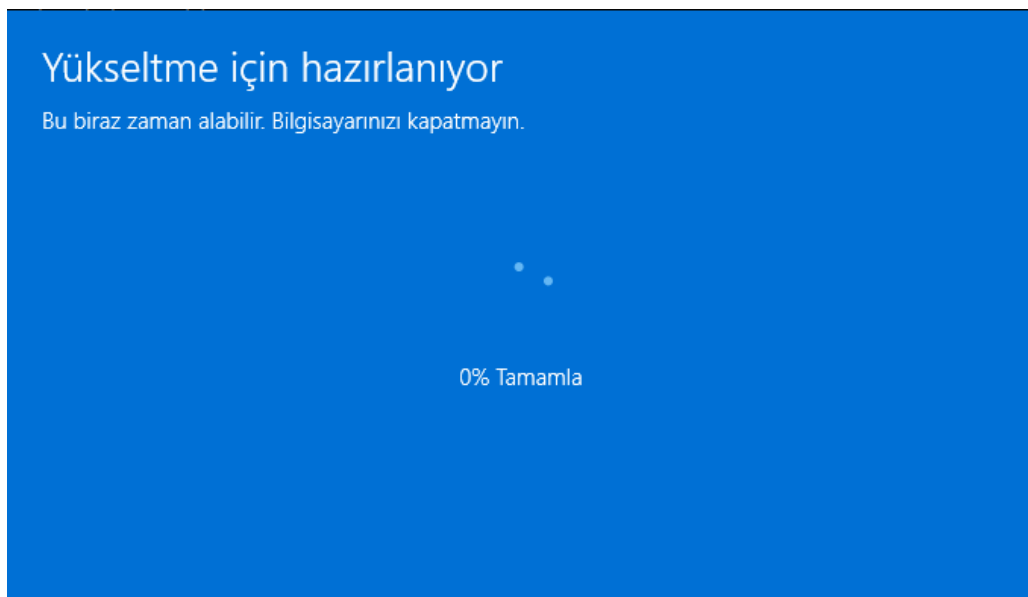 Yükseltme için hazırlanıyor
Bu biraz zaman alabilir. Bilgisayarınızı kapatmayın.
0% Tamamla